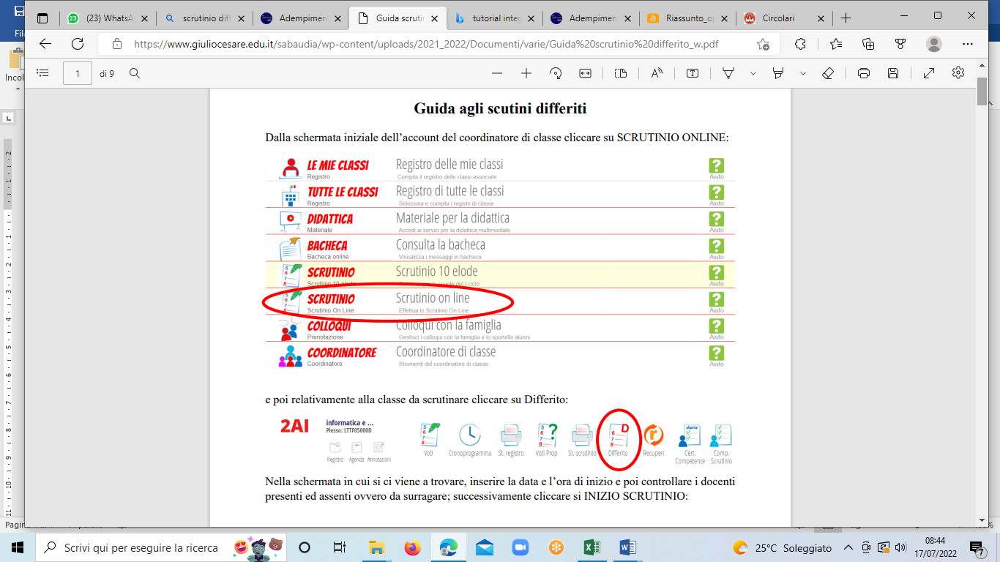 (23) WhatsA
scrutinio diff
Adempimen
Guida scrutin
tutorial integ
Adempimen
Riassunto_op
Circolari
https://www.giuliocesare.edu.it/sabaudia/wp-content/uploads/2021_2022/Documenti/varie/Guida%20scrutinio%20differito_w.pdf
File
Incol
1 di 9
Guida agli scutini differiti
Dalla schermata iniziale dell'account del coordinatore di classe cliccare su SCRUTINIO ONLINE:
LE MIE CLASSI Registro delle mie classi
Registro Compila il registro delle classi associate Aiuto
TUTTE LE CLASSI Registro di tutte le classi
Registro Seleziona e compila i registri di classe Aiuto
DIDATTICA Materiale per la didattica
Materiale Accedi ai servizi per la didattica multimediale Aiuto
BACHECA Consulta la bacheca
Bacheca online Visualizza i messaggi in bacheca Aiuto
SCRUTINIO Scrutinio 10 elode
Scrutinio 10 elode Aiuto
SCRUTINIO Scrutinio on line
Scrutinio On Line Effettua lo Scrutinio On Line Aiuto
COLLOQUI Colloqui con la famiglia
Prenotazione Gestisci i colloqui con la famiglia e lo sportello alunni Aiuto
COORDINATORE Coordinatore di classe
Coordinatore Strumenti del coordinatore di classe Aiuto
e poi relativamente alla classe da scrutinare cliccare su Differito:
2AI informatica e ...
Plesso: LTTF05000D
Registro Agenda Annotazioni
Voti Cronoprogramma St. registro Voti Prop St. scrutinio Differito Recuperi Cert. Competenze Comp. Scrutinio
Nella schermata in cui si ci viene a trovare, inserire la data e l'ora di inizio e poi controllare i docenti
presenti ed assenti ovvero da surragare; successivamente cliccare si INIZIO SCRUTINIO:
Scrivi qui per eseguire la ricerca
25°C Soleggiato
08:44
17/07/2022
7